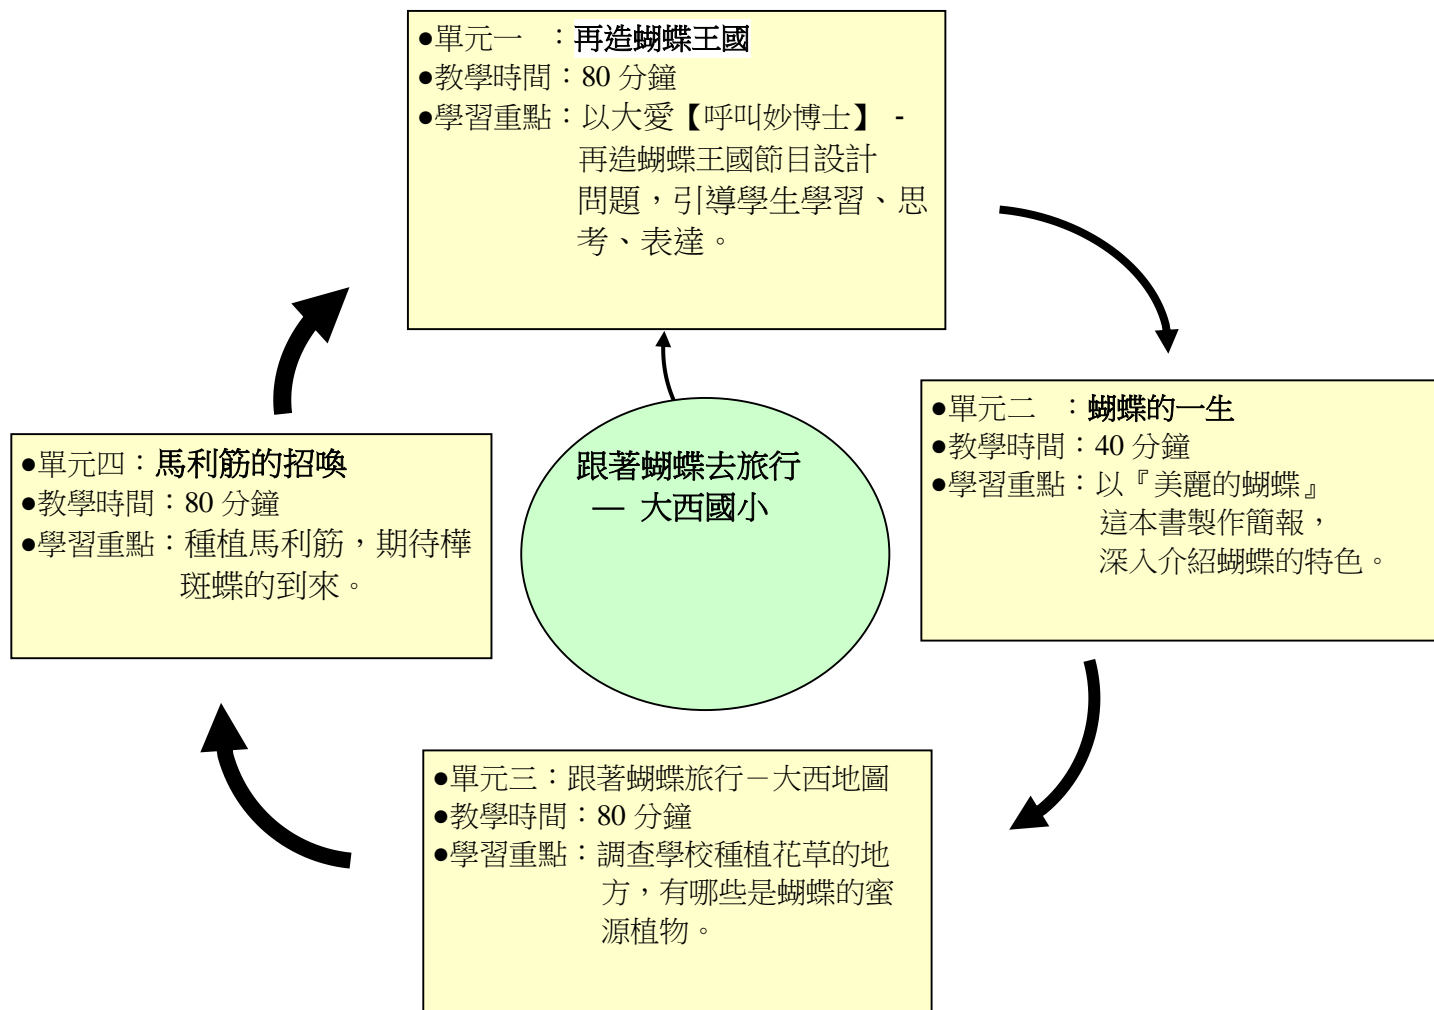 ●單元一 ：再造蝴蝶王國
●教學時間：80 分鐘
●學習重點：以大愛【呼叫妙博士】 -
再造蝴蝶王國節目設計
問題，引導學生學習、思
考、表達。
●單元二 ：蝴蝶的一生
●教學時間：40 分鐘
●學習重點：以『美麗的蝴蝶』
這本書製作簡報，
深入介紹蝴蝶的特色。
跟著蝴蝶去旅行
— 大西國小
●單元四：馬利筋的招喚
●教學時間：80 分鐘
●學習重點：種植馬利筋，期待樺
斑蝶的到來。
●單元三：跟著蝴蝶旅行－大西地圖
●教學時間：80 分鐘
●學習重點：調查學校種植花草的地
方，有哪些是蝴蝶的蜜
源植物。